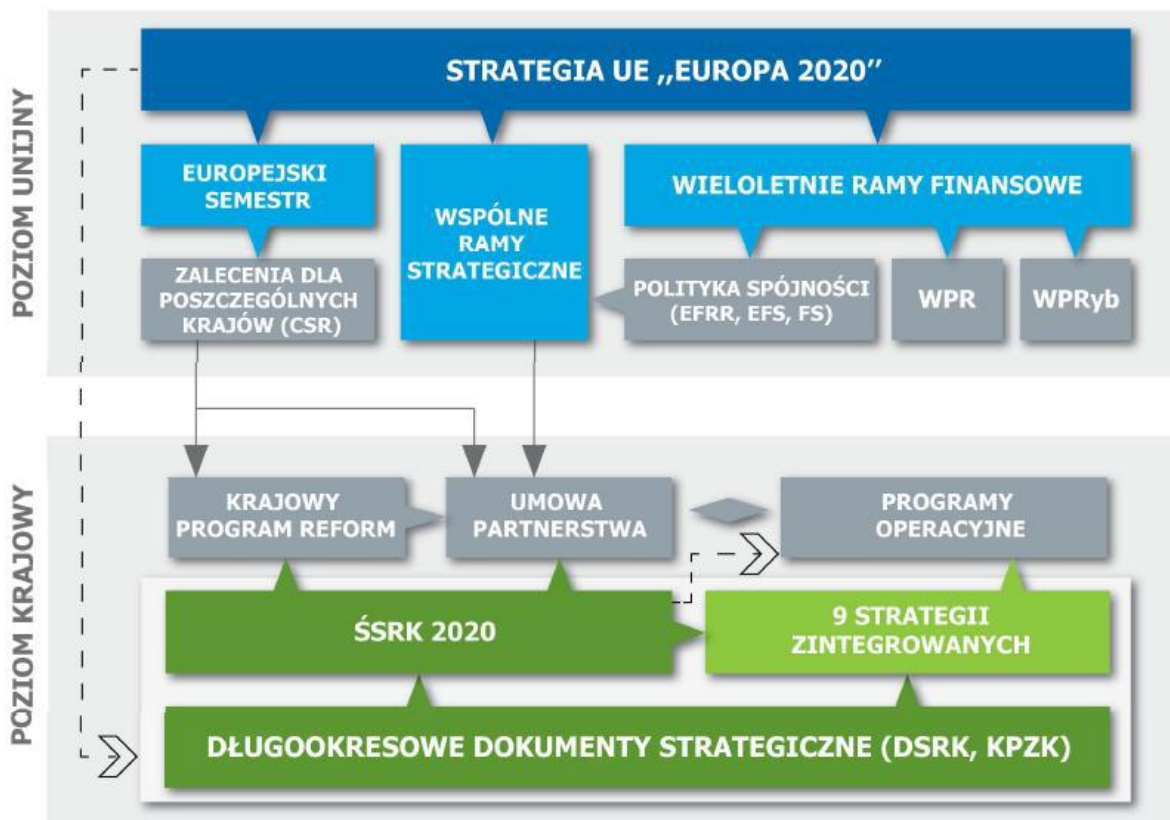 POZIOM UNIJNY
STRATEGIA UE ,,EUROPA 2020”
EUROPEJSKI
SEMESTR
WSPÓLNE
RAMY
STRATEGICZNE
WIELOLETNIE RAMY FINANSOWE
ZALECENIA DLA
POSZCZEGÓLNYCH
KRAJÓW (CSR)
POLITYKA SPÓJNOŚCI
(EFRR, EFS, FS)
WPR
WPRyb
POZIOM KRAJOWY
KRAJOWY
PROGRAM REFORM
UMOWA
PARTNERSTWA
PROGRAMY
OPERACYJNE
ŚSRK 2020
9 STRATEGII
ZINTEGROWANYCH
DŁUGOOKRESOWE DOKUMENTY STRATEGICZNE (DSRK, KPZK)